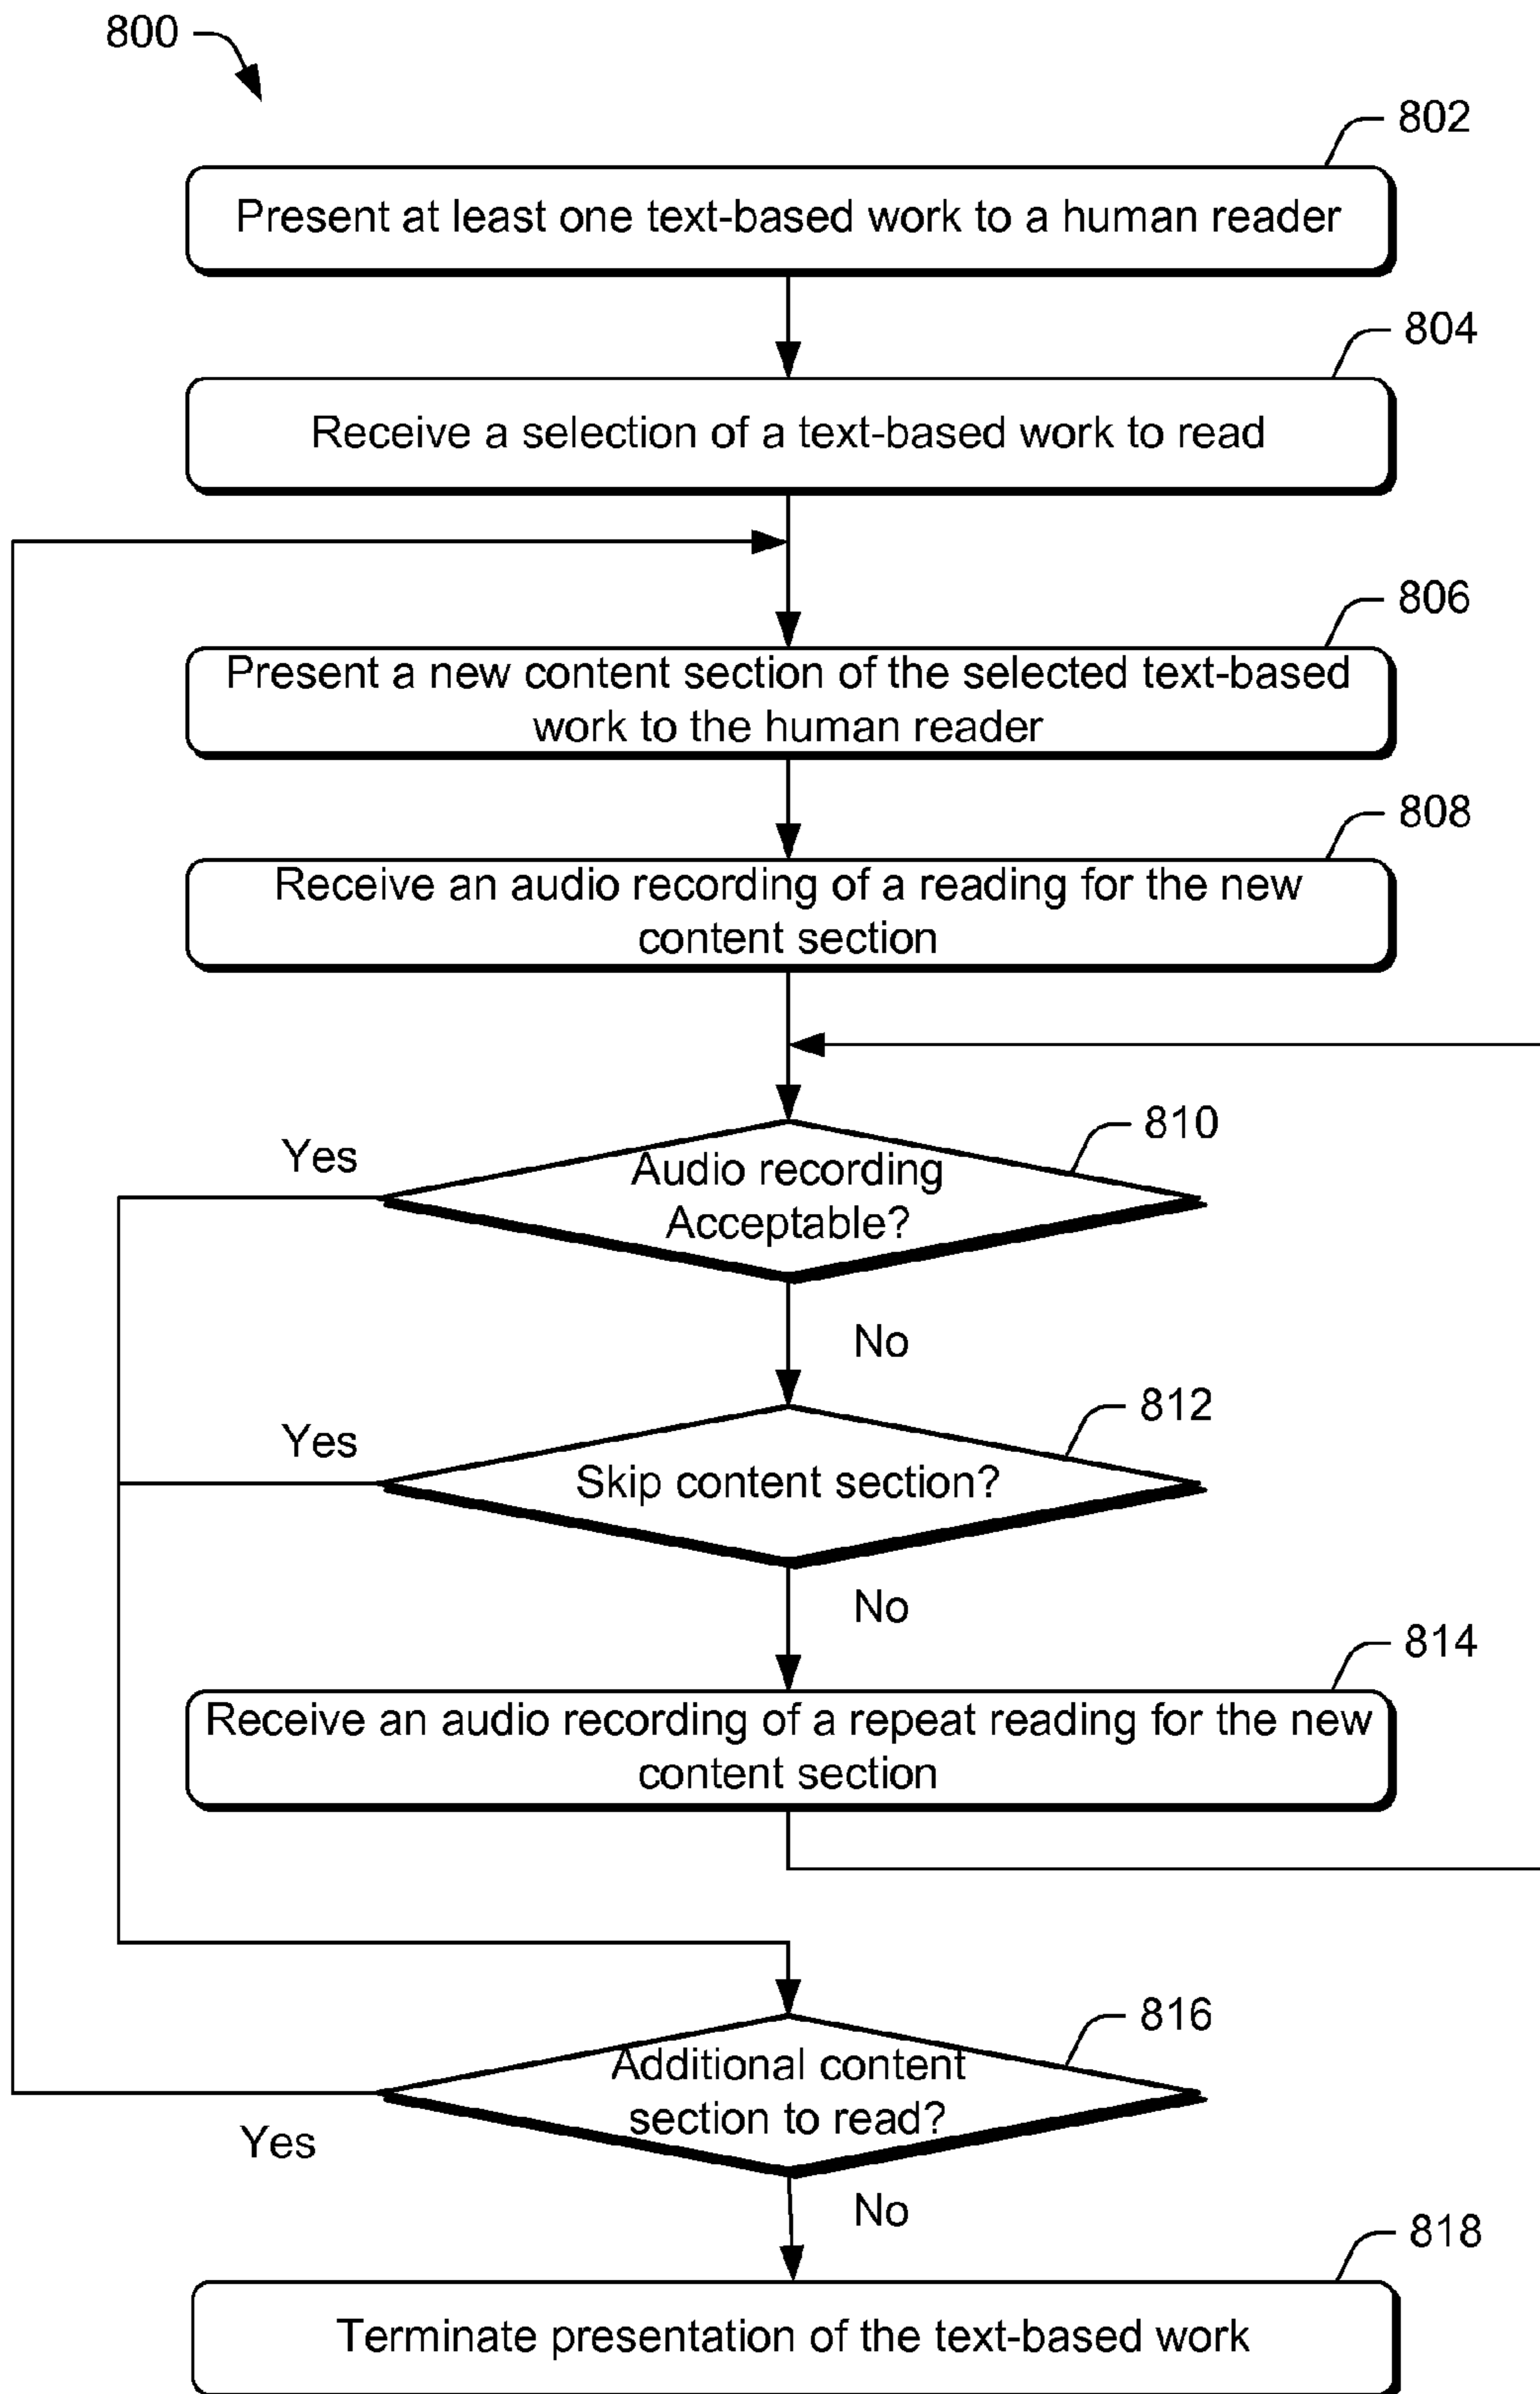 800
802
Present at least one text-based work to a human reader
804
Receive a selection of a text-based work to read
806
Present a new content section of the selected text-based
work to the human reader
808
Receive an audio recording of a reading for the new
content section
810
Yes
Audio recording
Acceptable?
No
812
Yes
Skip content section?
No
814
Receive an audio recording of a repeat reading for the new
content section
816
Additional content
section to read?
Yes
No
818
Terminate presentation of the text-based work